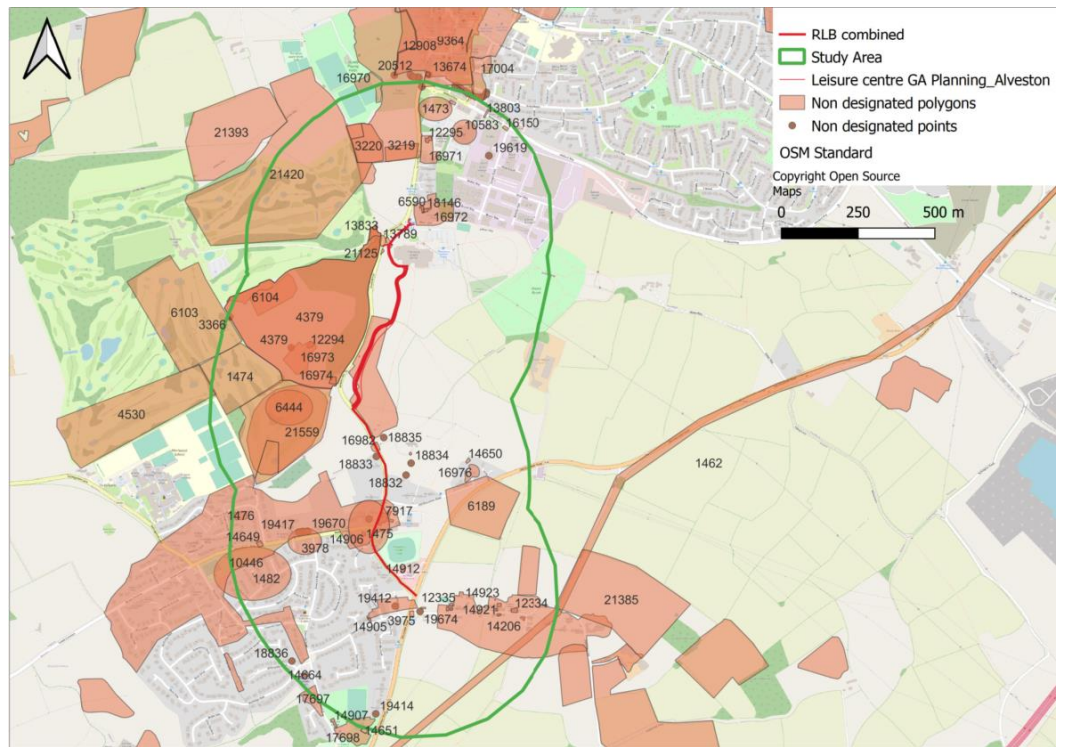 RLB combined
Study Area
Leisure centre GA Planning_Alveston
Non designated polygons
Non designated points
OSM Standard
Copyright Open Source
Maps
0 250 500 m
12908 9364
20512 13674 17004
16970
1473 13803
21393 12295 10583 16150
3220 3219
16971 19619
21420
6590 18146
16972
13833 13789
21125
6104
6103
3366 4379
4379 12294
16973
1474 16974
4530 6444
21559
16982 18835
18834 14650
18833 16976 1462
18832
6189
1476 7917
19417 19670 1475
14649 14906
3978
10446 14912
1482
19412 12335 14923 12334 21385
3975 14921
14905 19674 14206
18836
14664
17697 19414
14907 14651
17698